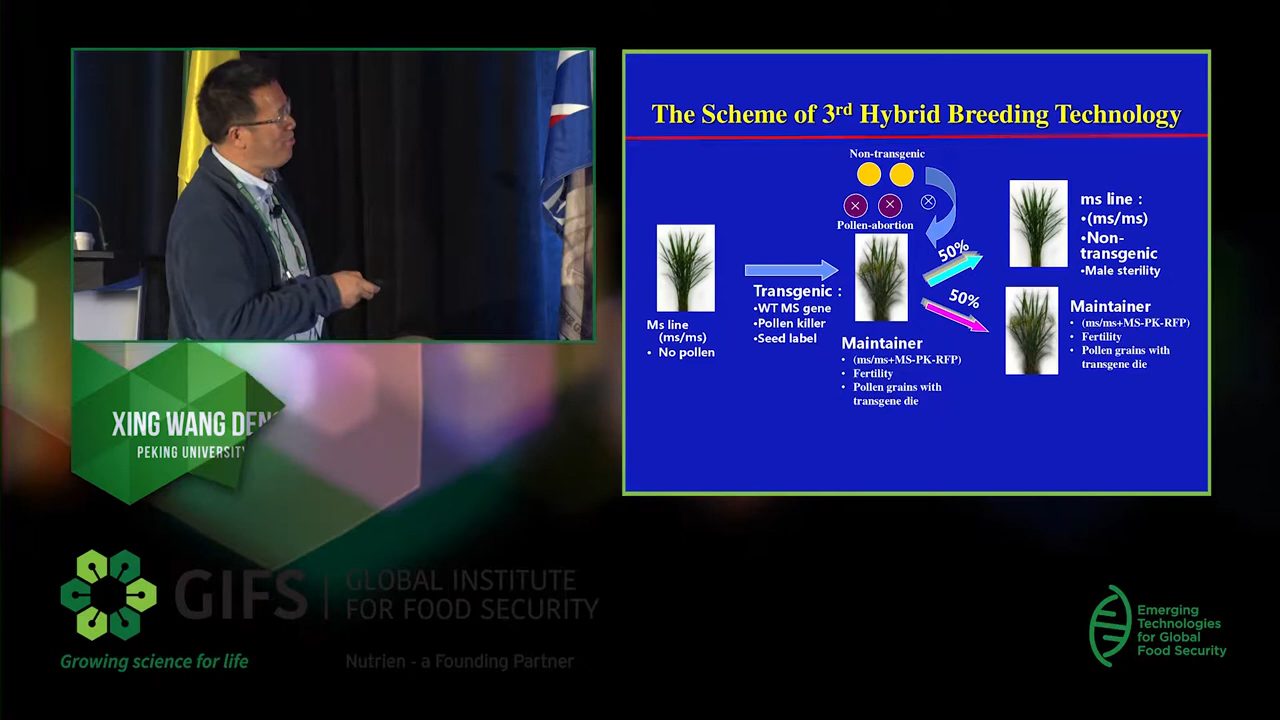 The Scheme of 3rd Hybrid Breeding Technology
Non-transgenic
Pollen-abortion
50%
50%
Ms line
(ms/ms)
• No pollen
Transgenic :
•WT MS gene
•Pollen killer
•Seed label
Maintainer
• (ms/ms+MS-PK-RFP)
• Fertility
• Pollen grains with
transgene die
ms line :
•(ms/ms)
•Non-
transgenic
•Male sterility
Maintainer
• (ms/ms+MS-PK-RFP)
• Fertility
• Pollen grains with
transgene die
XING WANG DEN
PEKING UNIVERSITY
GIFS
GLOBAL INSTITUTE
FOR FOOD SECURITY
Growing science for life
Nutrien - a Founding Partner
Emerging
Technologies
for Global
Food Security